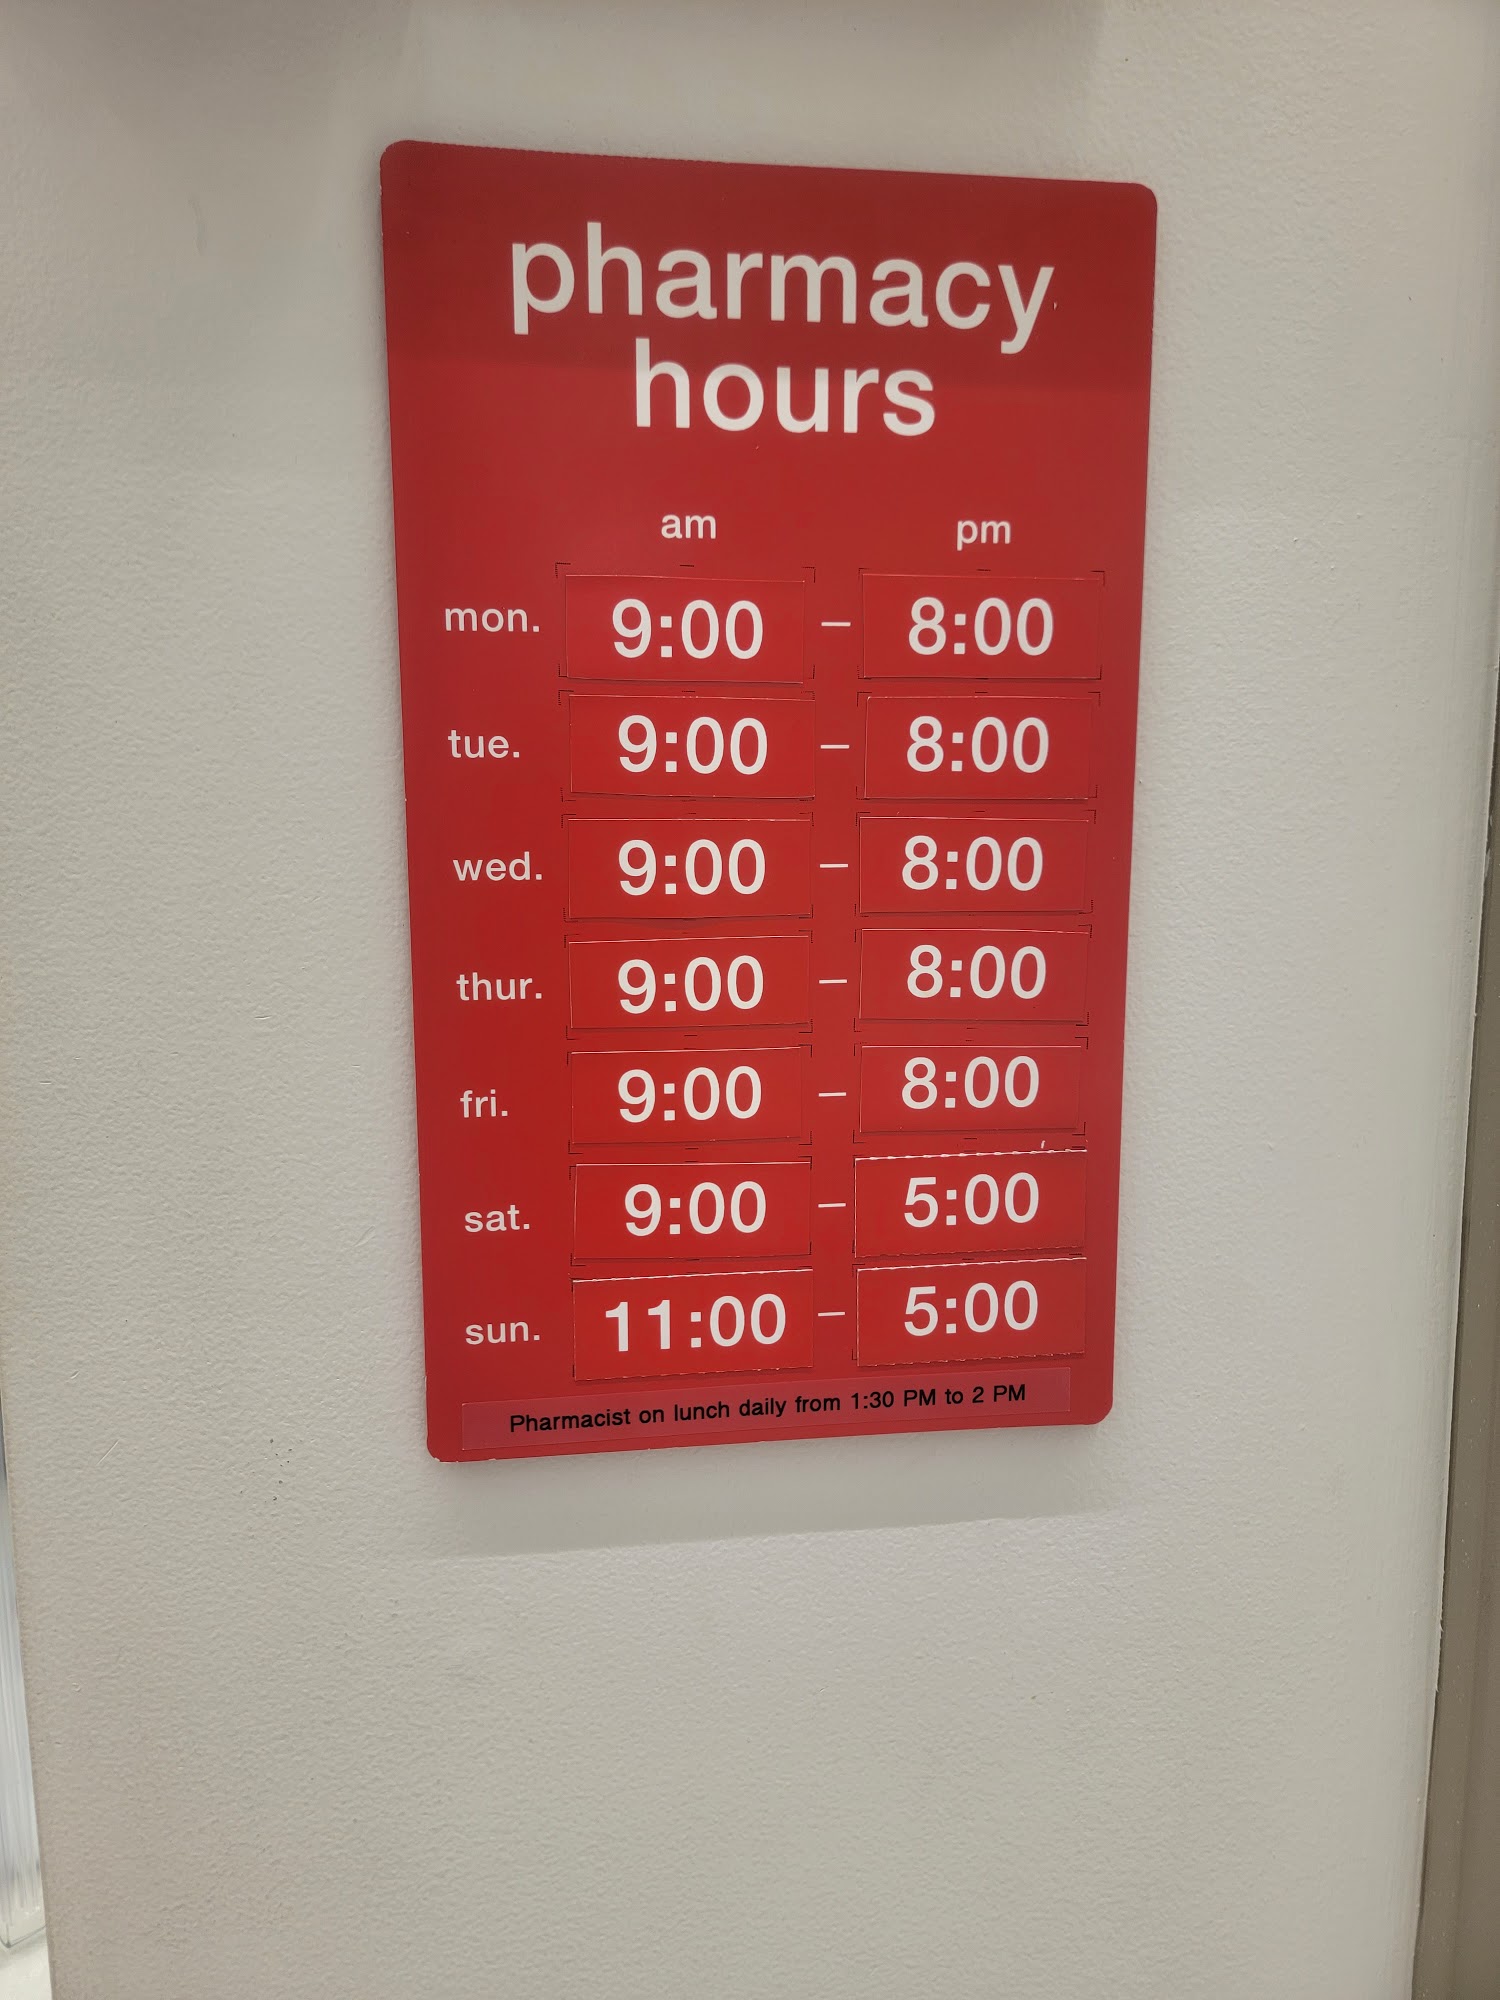 pharmacy
hours
am pm
mon. 9:00 – 8:00
tue. 9:00 – 8:00
wed. 9:00 – 8:00
thur. 9:00 – 8:00
fri. 9:00 – 8:00
sat. 9:00 – 5:00
sun. 11:00 – 5:00
Pharmacist on lunch daily from 1:30 PM to 2 PM